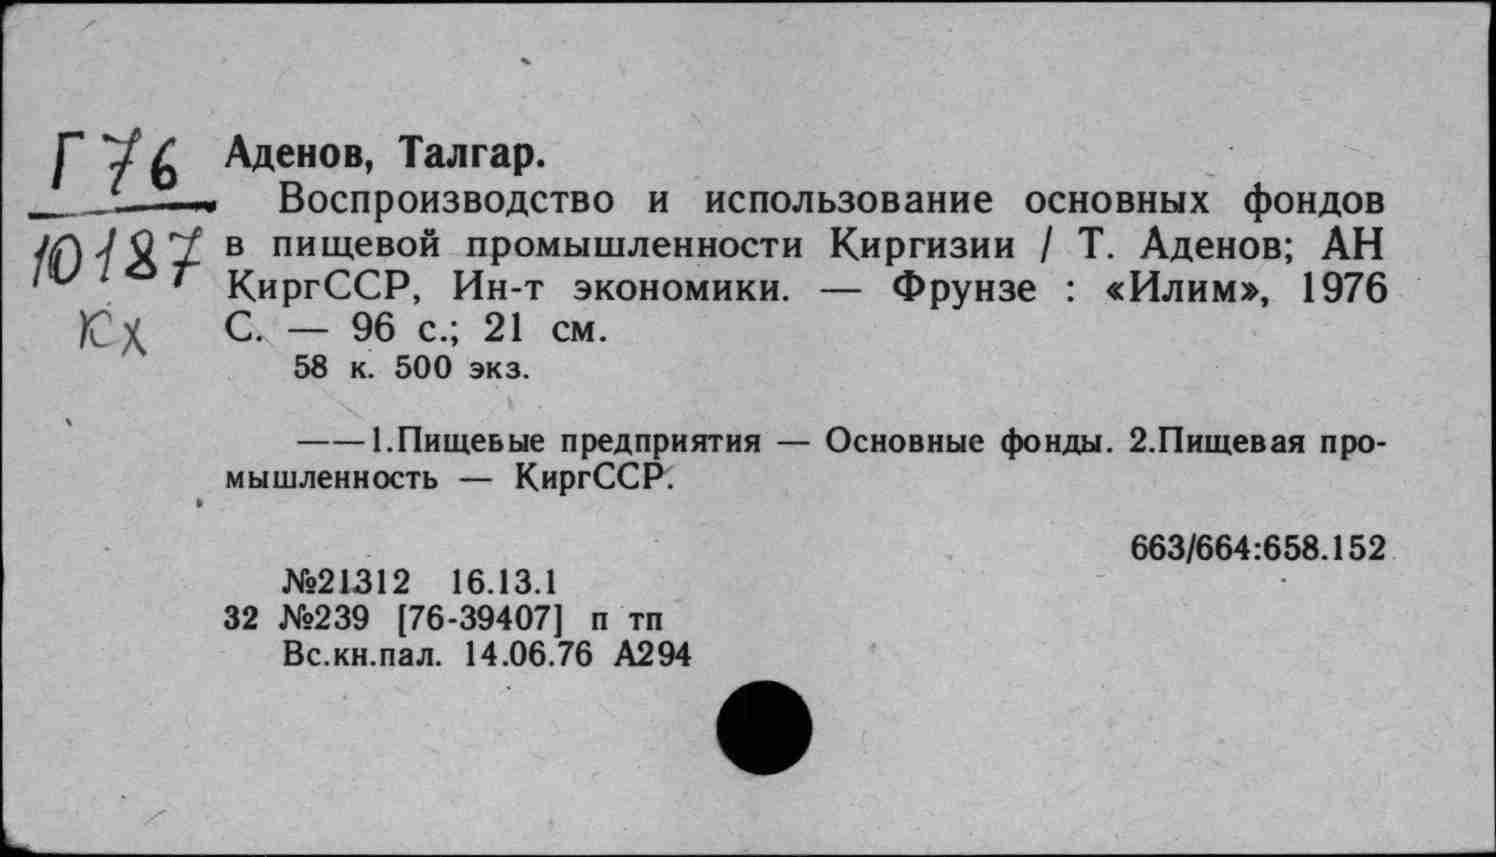 Г 76
10187
Кх
Аденов, Талгар.
Воспроизводство и использование основных фондов
в пищевой промышленности Киргизии / Т. Аденов; АН
КиргССР, Ин-т экономики. — Фрунзе : «Илим», 1976
С. — 96 с.; 21 см.
58 к. 500 экз.
——1.Пищевые предприятия — Основные фонды. 2.Пищевая про-
мышленность — КиргССР.
663/664:658.152
№21312 16.13.1
32 №239 [76-39407] п тп
Вс.кн.пал. 14.06.76 А294